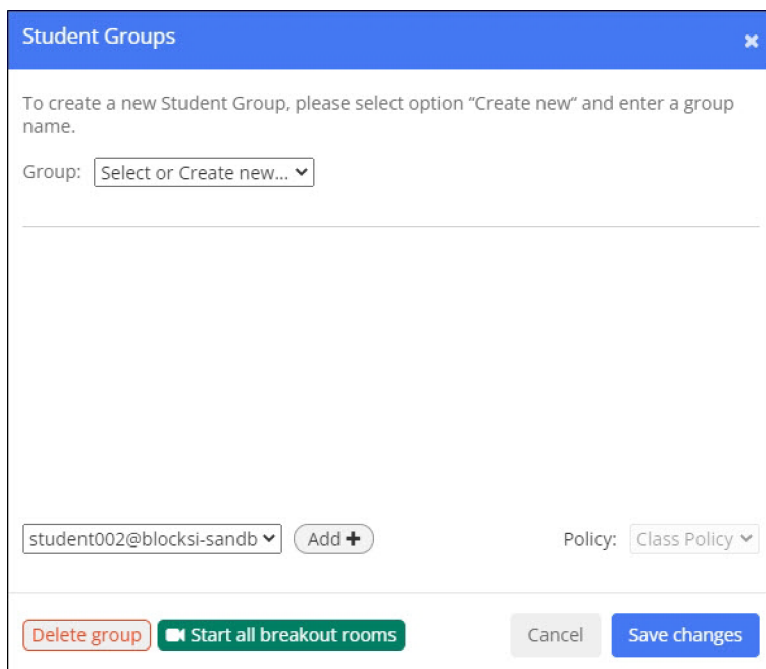 Student Groups
To create a new Student Group, please select option “Create new“ and enter a group
name.
Group: Select or Create new...
student002@blocksi-sandb Add + Policy: Class Policy
Delete group Start all breakout rooms Cancel Save changes